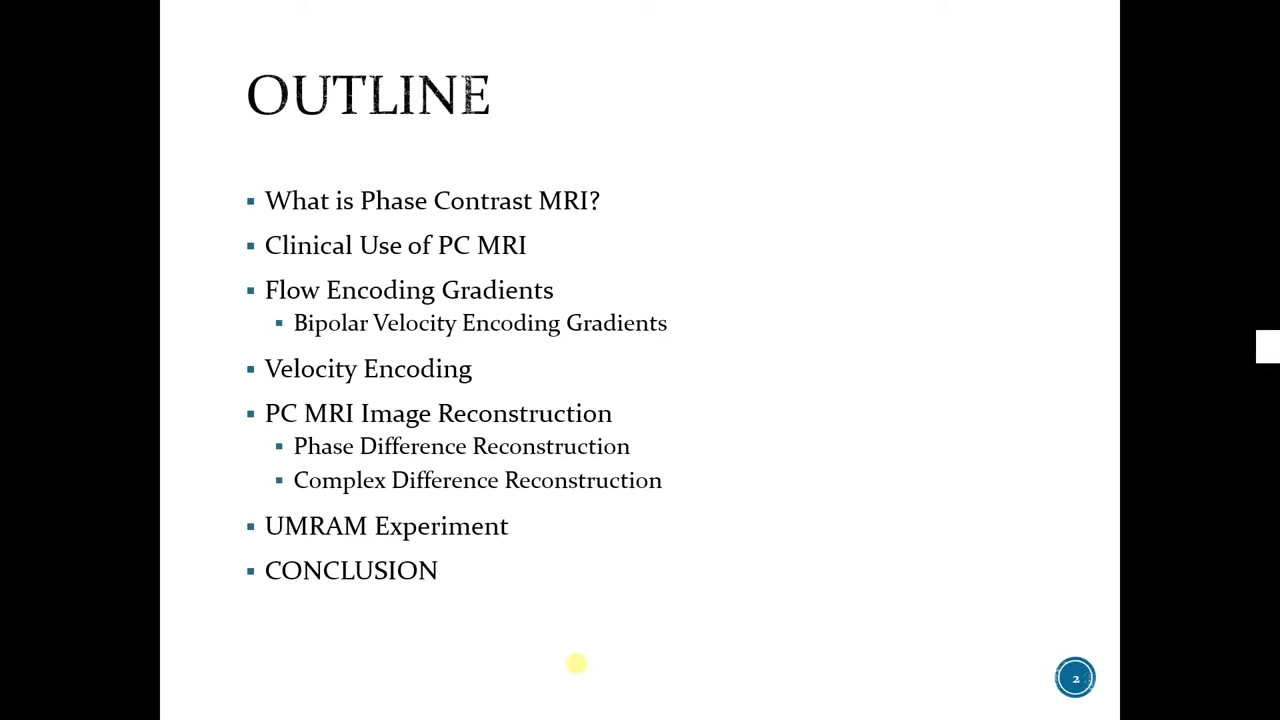 OUTLINE
What is Phase Contrast MRI?
Clinical Use of PC MRI
Flow Encoding Gradients
Bipolar Velocity Encoding Gradients
Velocity Encoding
PC MRI Image Reconstruction
Phase Difference Reconstruction
Complex Difference Reconstruction
UMRAM Experiment
CONCLUSION
2